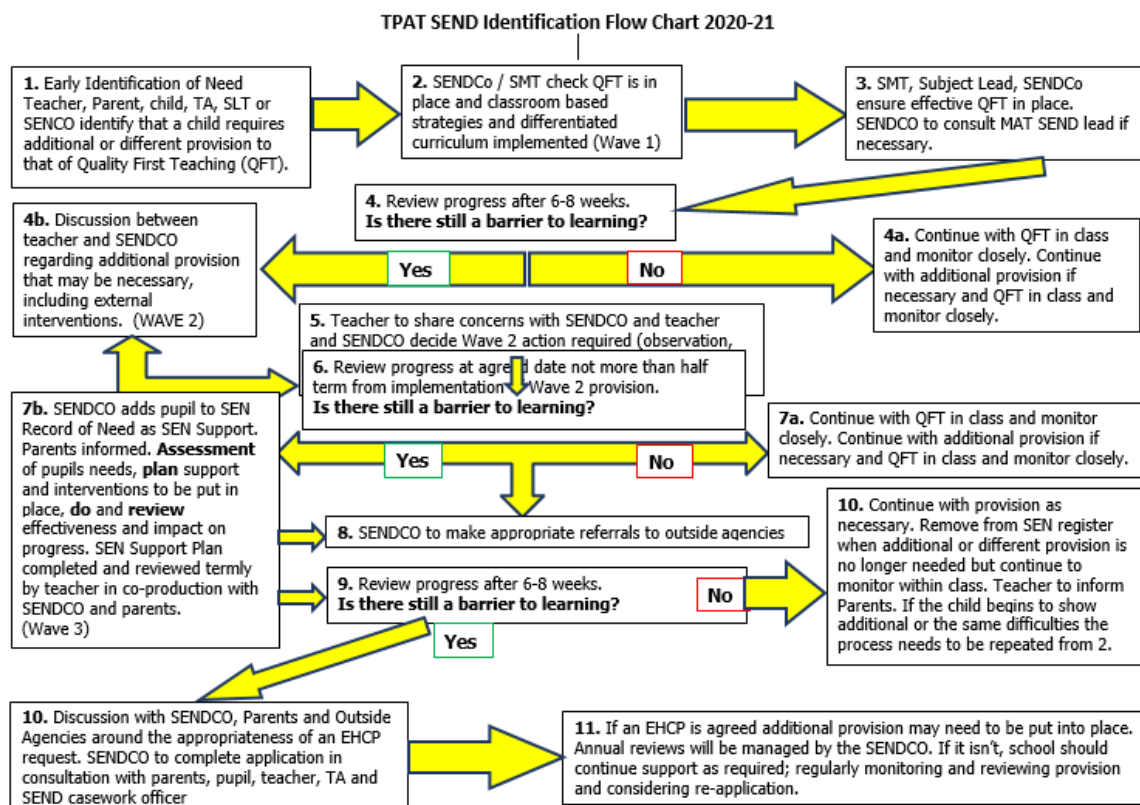 TPAT SEND Identification Flow Chart 2020-21
1. Early Identification of Need
Teacher, Parent, child, TA, SLT or
SENCO identify that a child requires
additional or different provision to
that of Quality First Teaching (QFT).
2. SENDCo / SMT check QFT is in
place and classroom based
strategies and differentiated
curriculum implemented (Wave 1)
3. SMT, Subject Lead, SENDCo
ensure effective QFT in place.
SENDCO to consult MAT SEND lead if
necessary.
4. Review progress after 6-8 weeks.
Is there still a barrier to learning?
4b. Discussion between
teacher and SENDCO
regarding additional provision
that may be necessary,
including external
interventions. (WAVE 2)
Yes
No
4a. Continue with QFT in class
and monitor closely. Continue
with additional provision if
necessary and QFT in class and
monitor closely.
5. Teacher to share concerns with SENDCO and teacher
and SENDCO decide Wave 2 action required (observation,
6. Review progress at agreed date not more than half
term from implementation Wave 2 provision.
Is there still a barrier to learning?
7b. SENDCO adds pupil to SEN
Record of Need as SEN Support.
Parents informed. Assessment
of pupils needs, plan support
and interventions to be put in
place, do and review
effectiveness and impact on
progress. SEN Support Plan
completed and reviewed termly
by teacher in co-production with
SENDCO and parents.
(Wave 3)
Yes
No
7a. Continue with QFT in class and monitor
closely. Continue with additional provision if
necessary and QFT in class and monitor closely.
8. SENDCO to make appropriate referrals to outside agencies
9. Review progress after 6-8 weeks.
Is there still a barrier to learning?
No
Yes
10. Continue with provision as
necessary. Remove from SEN register
when additional or different provision is
no longer needed but continue to
monitor within class. Teacher to inform
Parents. If the child begins to show
additional or the same difficulties the
process needs to be repeated from 2.
10. Discussion with SENDCO, Parents and Outside
Agencies around the appropriateness of an EHCP
request. SENDCO to complete application in
consultation with parents, pupil, teacher, TA and
SEND casework officer
11. If an EHCP is agreed additional provision may need to be put into place.
Annual reviews will be managed by the SENDCO. If it isn't, school should
continue support as required; regularly monitoring and reviewing provision
and considering re-application.